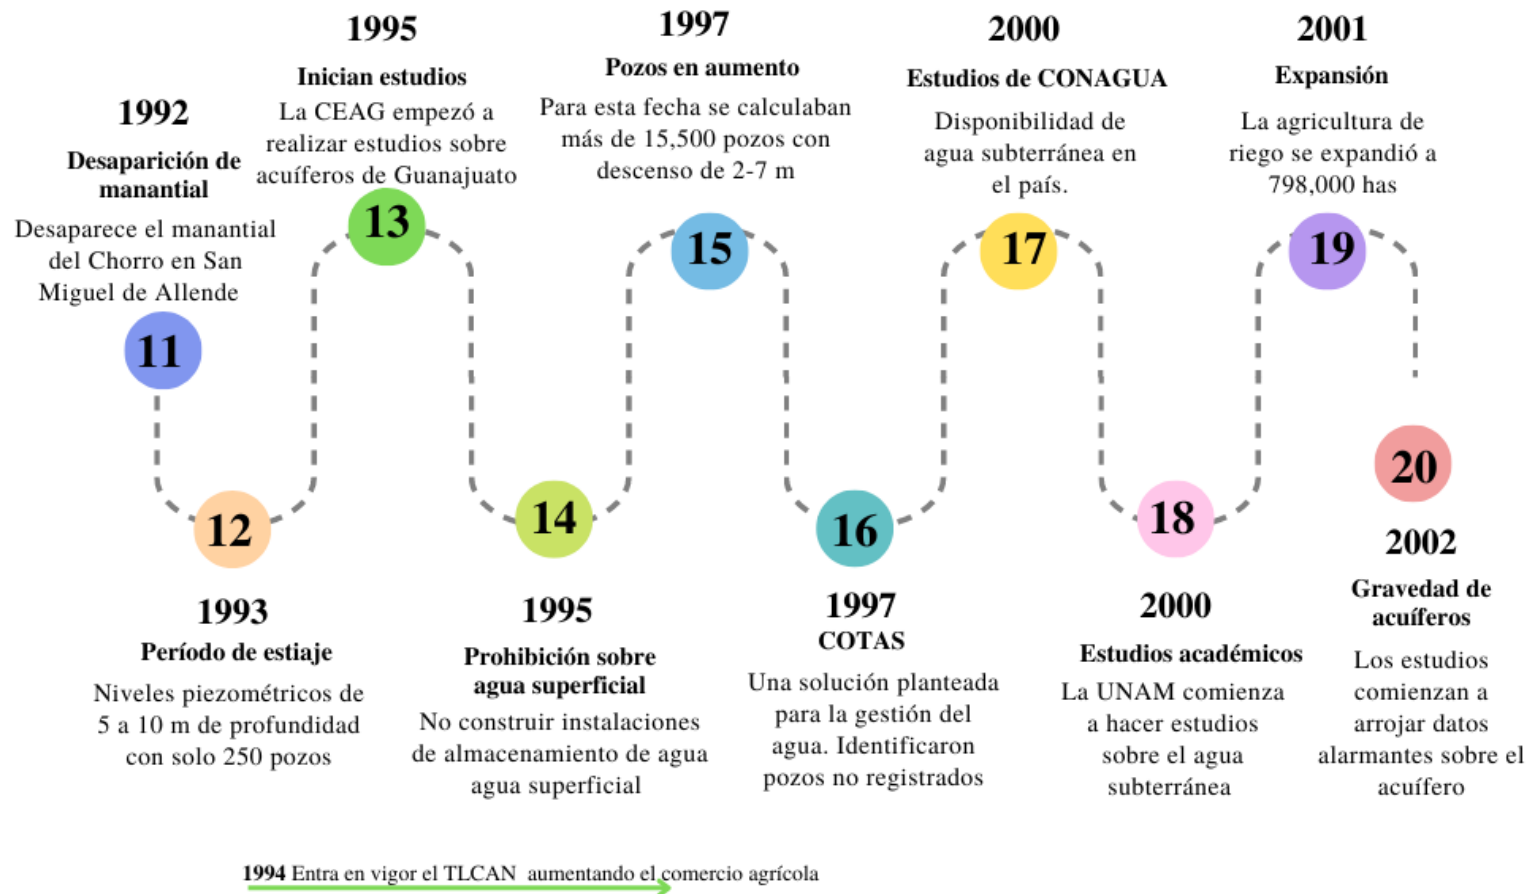 1992
Desaparición de
manantial
Desaparece el manantial
del Chorro en San
Miguel de Allende
11
12
1993
Período de estiaje
Niveles piezométricos de
5 a 10 m de profundidad
con solo 250 pozos
1995
Inician estudios
La CEAG empezó a
realizar estudios sobre
acuíferos de Guanajuato
13
14
1995
Prohibición sobre
agua superficial
No construir instalaciones
de almacenamiento de agua
agua superficial
1997
Pozos en aumento
Para esta fecha se calculaban
más de 15,500 pozos con
descenso de 2-7 m
15
16
1997
COTAS
Una solución planteada
para la gestión del
agua. Identificaron
pozos no registrados
2000
Estudios de CONAGUA
Disponibilidad de
agua subterránea en
el país.
17
18
2000
Estudios académicos
La UNAM comienza
a hacer estudios
sobre el agua
subterránea
2001
Expansión
La agricultura de
riego se expandió a
798,000 has
19
20
2002
Gravedad de
acuíferos
Los estudios
comienzan a
arrojar datos
alarmantes sobre el
acuífero
1994 Entra en vigor el TLCAN aumentando el comercio agrícola